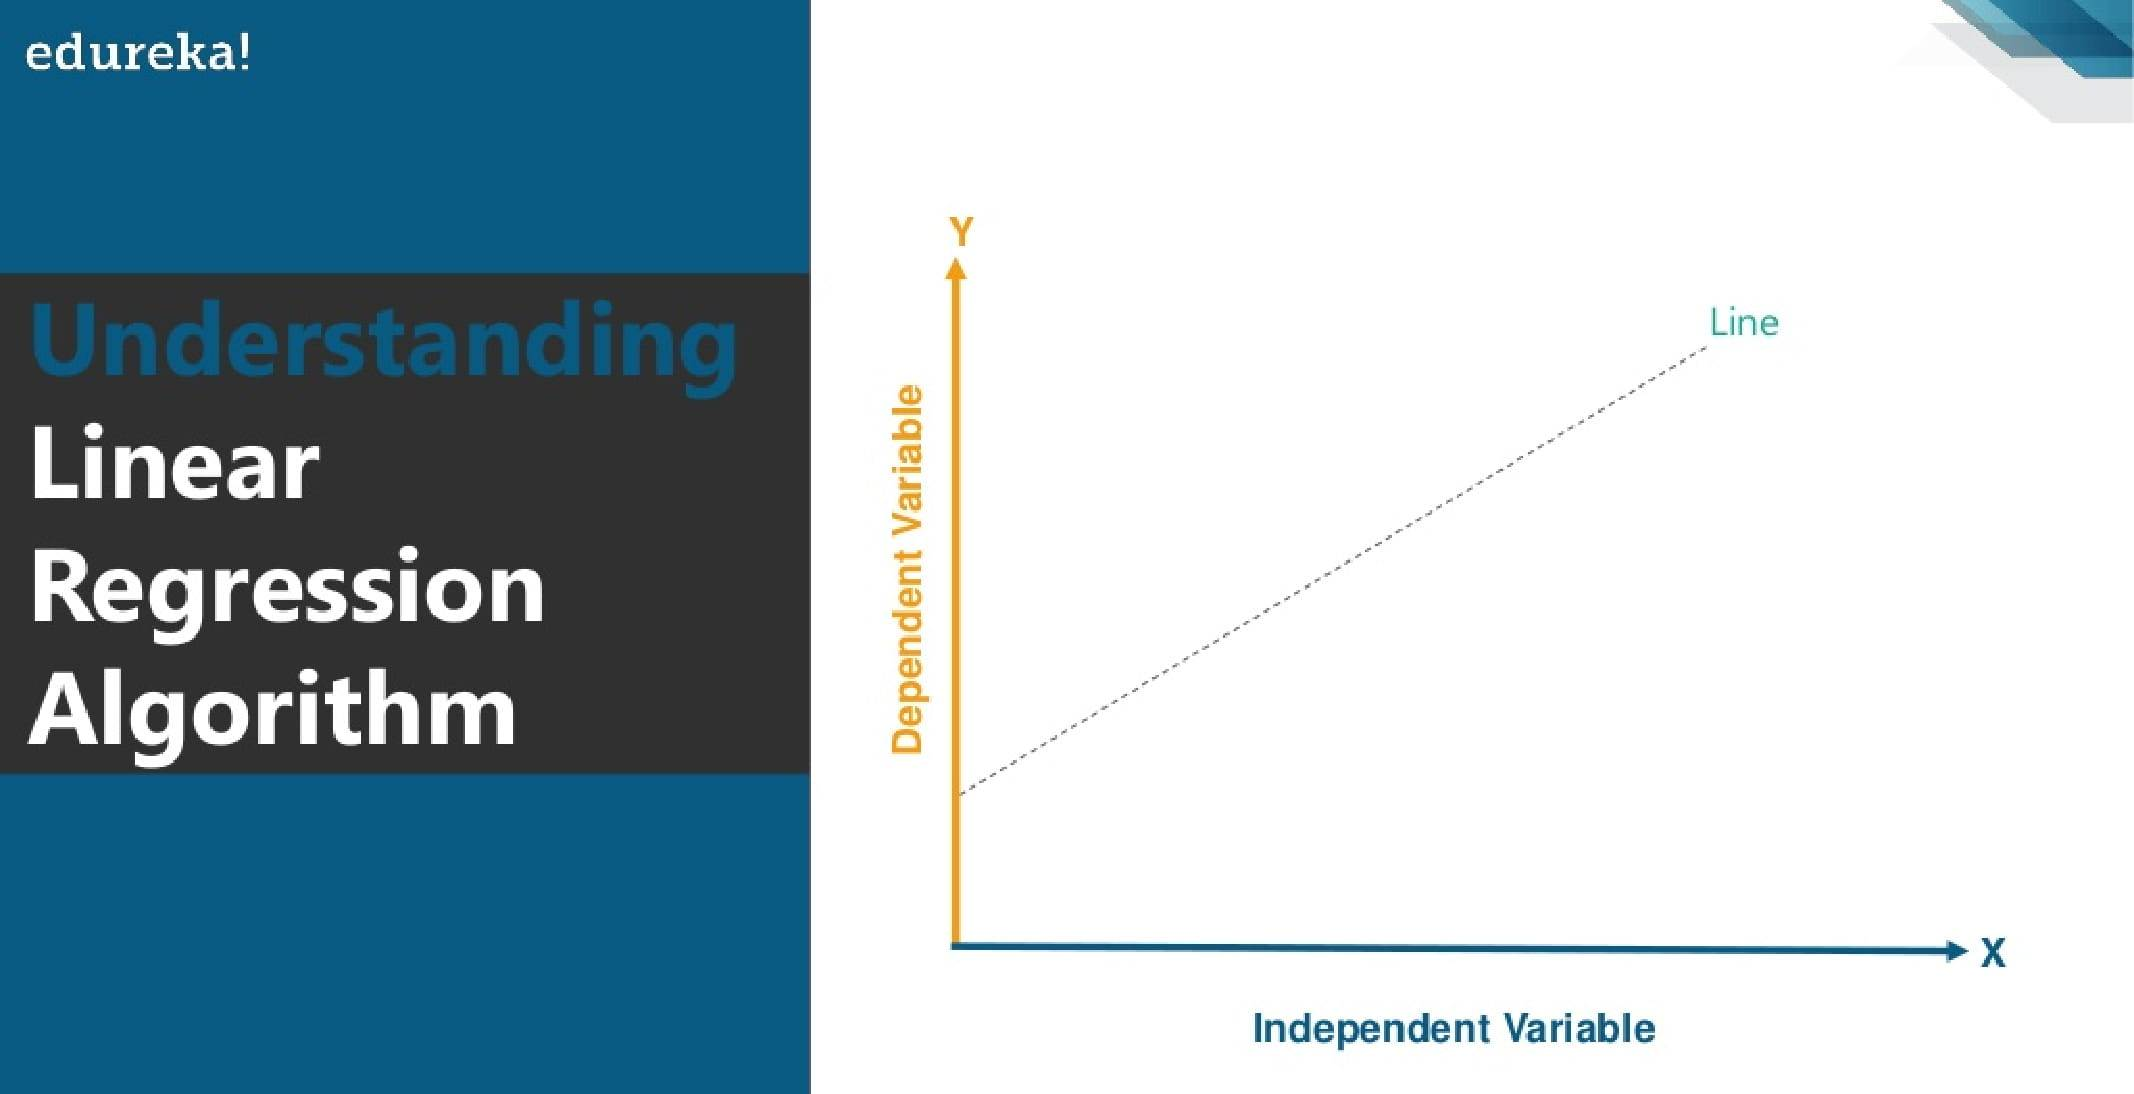 edureka!
Understanding
Linear
Regression
Algorithm
Y
Line
Dependent Variable
X
Independent Variable